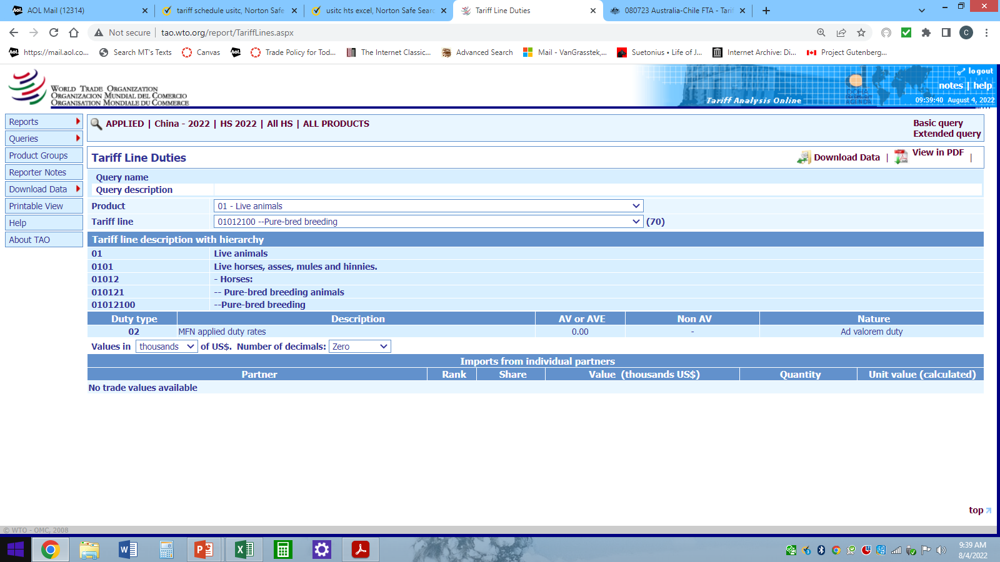 AOL Mail (12314)
tariff schedule usitc, Norton Safe
usitc hts excel, Norton Safe Searc
Tariff Line Duties
080723 Australia-Chile FTA - Tari
Not secure | tao.wto.org/report/TariffLines.aspx
https://mail.aol.co... Search MT's Texts Canvas Aol. Trade Policy for Tod... The Internet Classic... Advanced Search Mail - VanGrasstek,... Suetonius • Life of J... Internet Archive: Di... Project Gutenberg...
WORLD TRADE ORGANIZATION
ORGANIZACION MUNDIAL DEL COMERCIO
ORGANISATION MONDIALE DU COMMERCE
DOHA
AGENDA
Tariff Analysis Online
logout
notes | help
09:39:40 August 4, 2022
Reports
Queries
Product Groups
Reporter Notes
Download Data
Printable View
Help
About TAO
APPLIED | China - 2022 | HS 2022 | All HS | ALL PRODUCTS
Basic query
Extended query
Tariff Line Duties
Download Data | View in PDF |
Query name
Query description
Product 01 - Live animals
Tariff line 01012100 --Pure-bred breeding (70)
Tariff line description with hierarchy
01 Live animals
0101 Live horses, asses, mules and hinnies.
01012 - Horses:
010121 -- Pure-bred breeding animals
01012100 --Pure-bred breeding
Duty type Description AV or AVE Non AV Nature
02 MFN applied duty rates 0.00 - Ad valorem duty
Values in thousands of US$. Number of decimals: Zero
Imports from individual partners
Partner Rank Share Value (thousands US$) Quantity Unit value (calculated)
No trade values available
top
© WTO - OMC, 2008
9:39 AM
8/4/2022